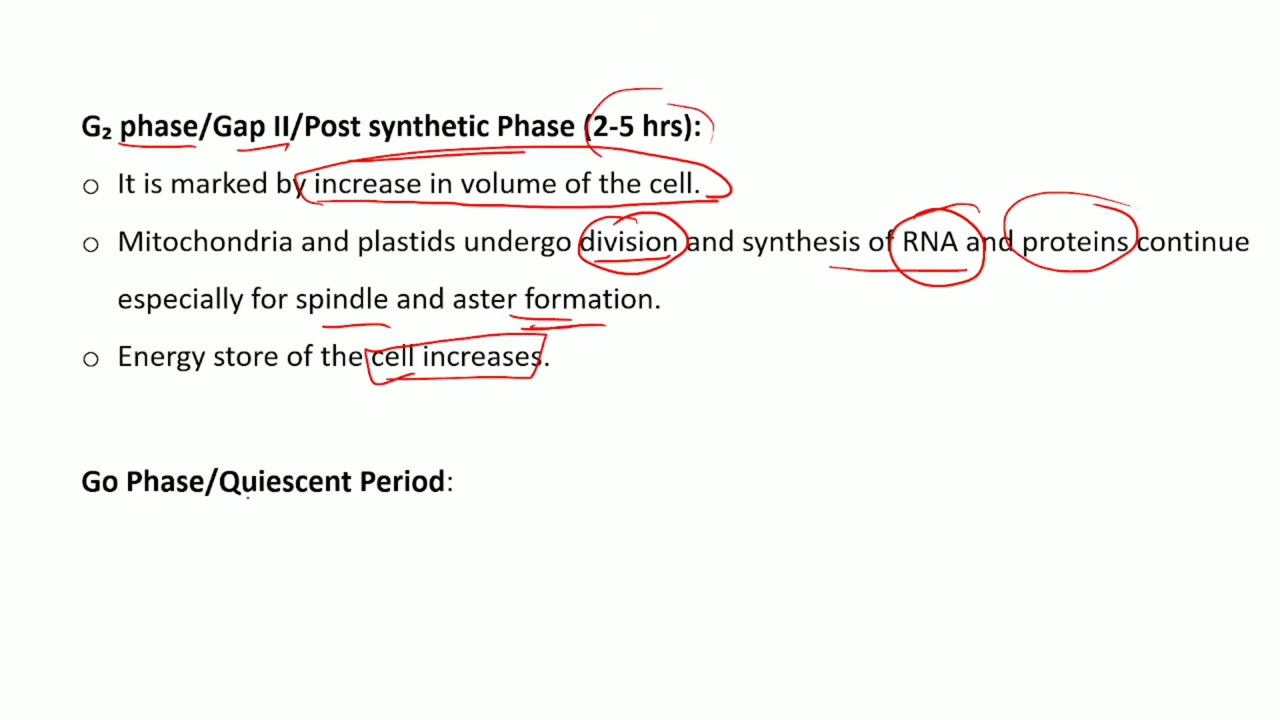 G₂ phase/Gap II/Post synthetic Phase (2-5 hrs):
o It is marked by increase in volume of the cell.
o Mitochondria and plastids undergo division and synthesis of RNA and proteins continue
especially for spindle and aster formation.
o Energy store of the cell increases.
Go Phase/Quiescent Period: